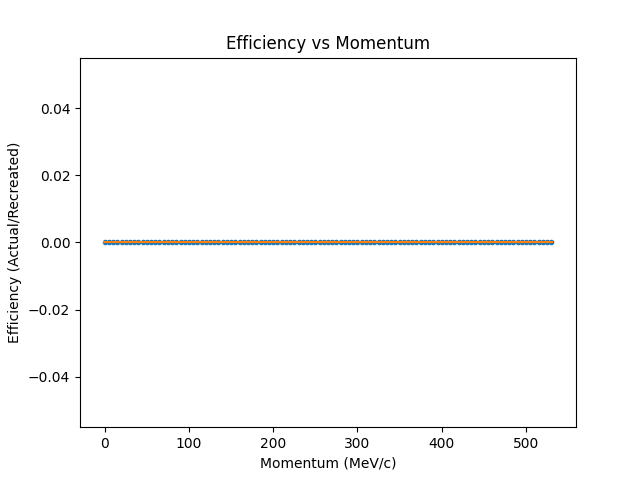 Efficiency vs Momentum
Efficiency (Actual/Recreated)
0.04
0.02
0.00
−0.02
−0.04
0 100 200 300 400 500
Momentum (MeV/c)